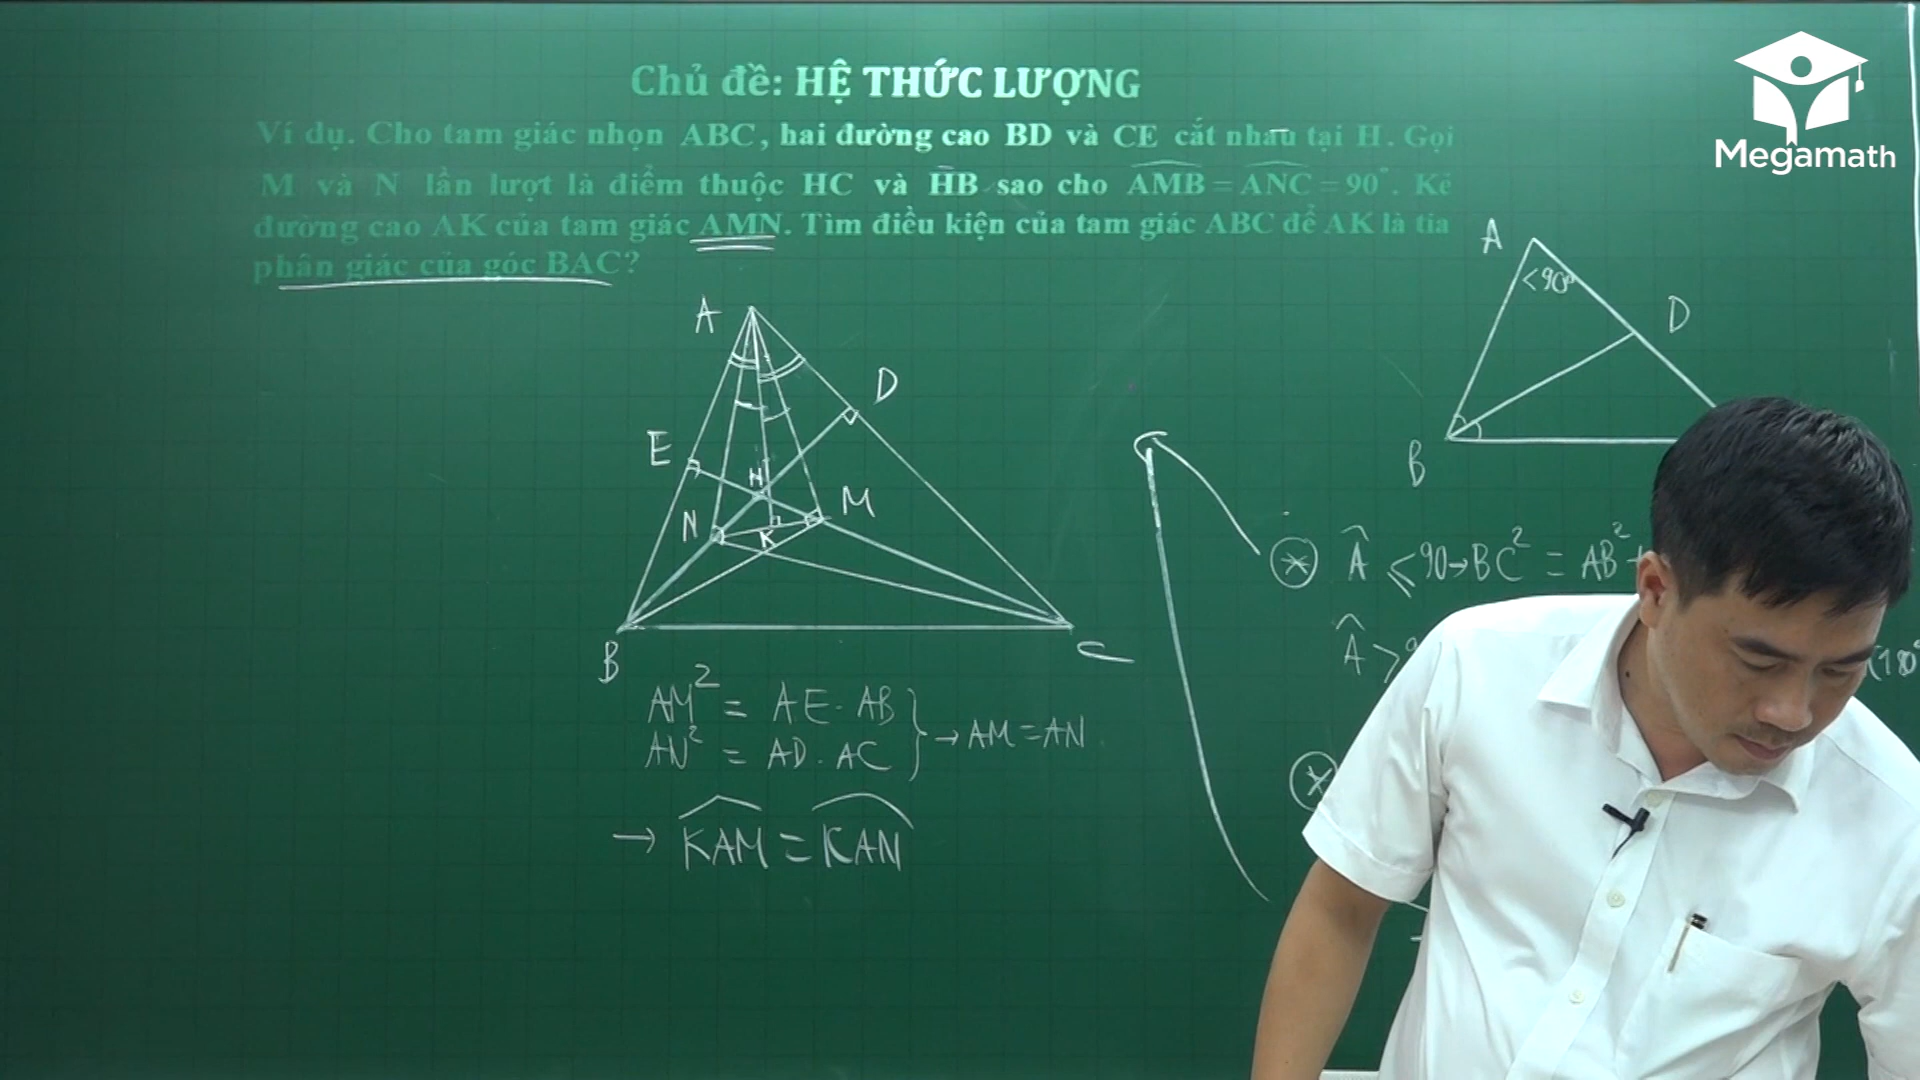 Megamath
Chủ đề: HỆ THỨC LƯỢNG
Ví dụ. Cho tam giác nhọn ABC, hai đường cao BD và CE cắt nhau tại H. Gọi
M và N lần lượt là điểm thuộc HC và HB sao cho AMB = ANC = 90°. Kẻ
đường cao AK của tam giác AMN. Tìm điều kiện của tam giác ABC để AK là tia
phân giác của góc BAC?
A
D
E
H
N
M
K
B
C
AM² = AE. AB
AN² = AD. AC
→ AM = AN
→ KAM = KAN
A
<90°
D
B
* A ≤ 90 → BC² = AB² +
A >
*